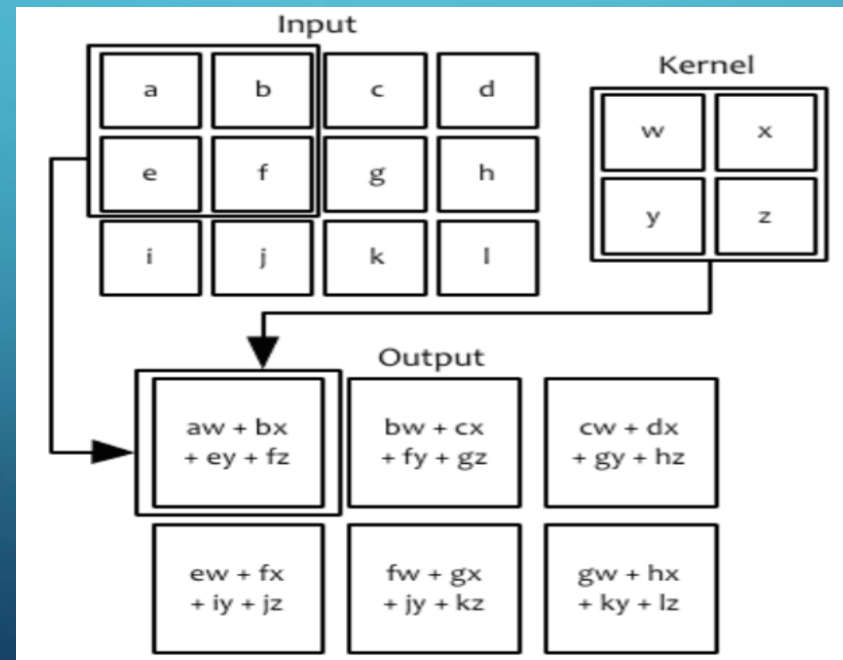 Input
a b c d
e f g h
i j k l
Kernel
w x
y z
Output
aw + bx
+ ey + fz
bw + cx
+ fy + gz
cw + dx
+ gy + hz
ew + fx
+ iy + jz
fw + gx
+ jy + kz
gw + hx
+ ky + lz